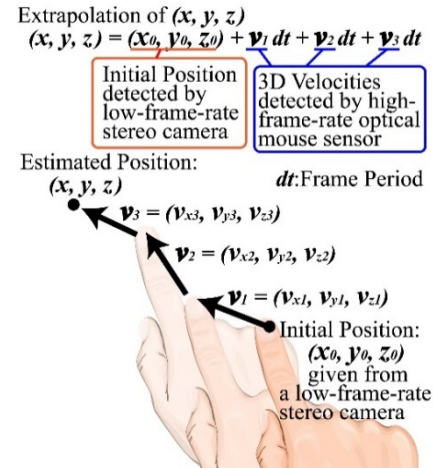 Extrapolation of (x, y, z)
(x, y, z) = (x₀, y₀, z₀) + v₁ dt + v₂ dt + v₃ dt
Initial Position
detected by
low-frame-rate
stereo camera
3D Velocities
detected by high-
frame-rate optical
mouse sensor
Estimated Position:
(x, y, z)
dt:Frame Period
v₃ = (vx3, vy3, vz3)
v₂ = (vx2, vy2, vz2)
v₁ = (vx1, vy1, vz1)
Initial Position:
(x₀, y₀, z₀)
given from
a low-frame-rate
stereo camera